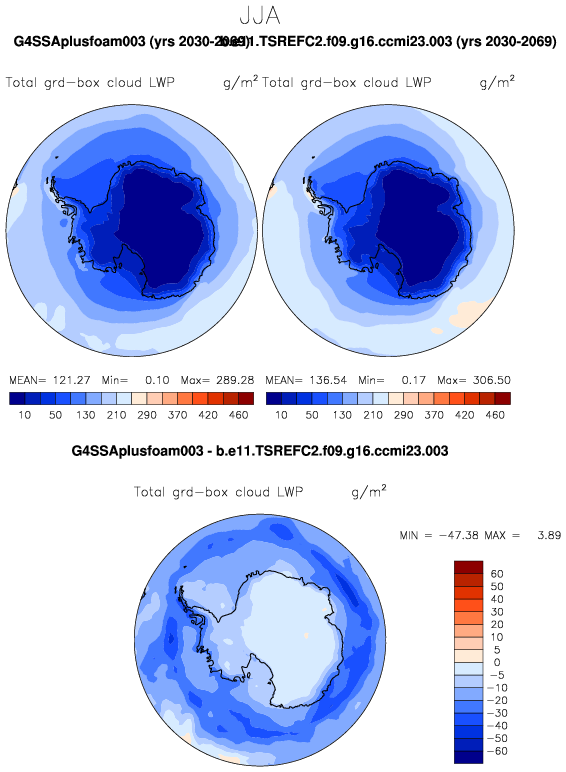 JJA
G4SSAplusfoam003 (yrs 2030-2069) b.e11.TSREFC2.f09.g16.ccmi23.003 (yrs 2030-2069)
Total grd-box cloud LWP g/m² Total grd-box cloud LWP g/m²
MEAN= 121.27 Min= 0.10 Max= 289.28 MEAN= 136.54 Min= 0.17 Max= 306.50
10 50 130 210 290 370 420 460 10 50 130 210 290 370 420 460
G4SSAplusfoam003 - b.e11.TSREFC2.f09.g16.ccmi23.003
Total grd-box cloud LWP g/m²
MIN = -47.38 MAX = 3.89
60
50
40
30
20
10
5
0
-5
-10
-20
-30
-40
-50
-60